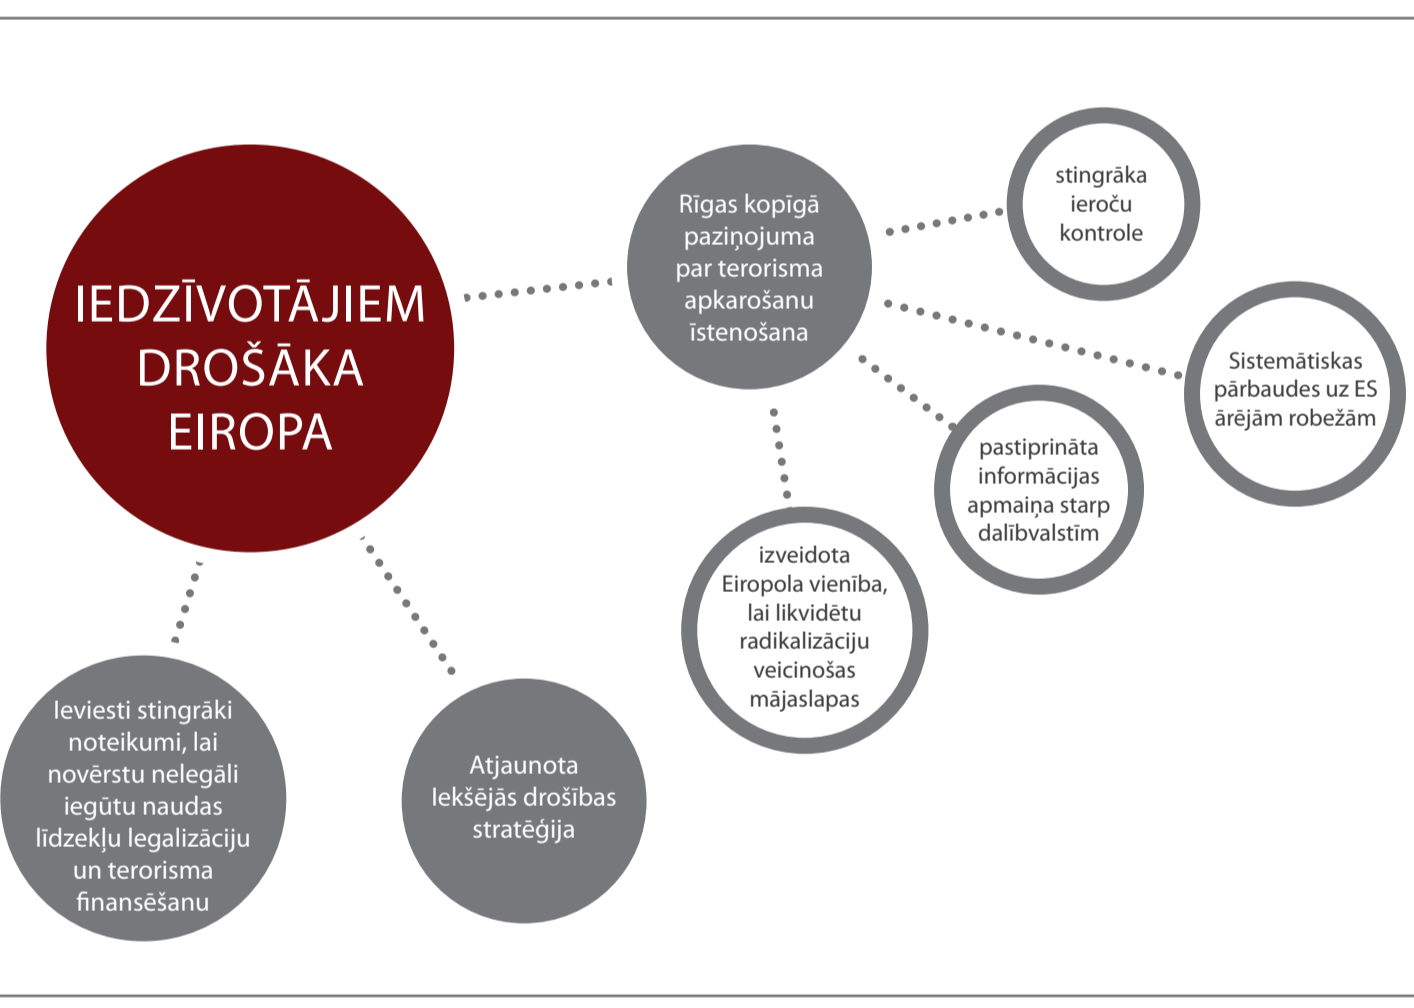 IEDZĪVOTĀJIEM
DROŠĀKA
EIROPA
Rīgas kopīgā
paziņojuma
par terorisma
apkarošanu
īstenošana
stingrāka
ieroču
kontrole
Sistemātiskas
pārbaudes uz ES
ārējām robežām
pastiprināta
informācijas
apmaiņa starp
dalībvalstīm
izveidota
Eiropola vienība,
lai likvidētu
radikalizāciju
veicinošas
mājaslapas
Ieviesti stingrāki
noteikumi, lai
novērstu nelegāli
iegūtu naudas
līdzekļu legalizāciju
un terorisma
finansēšanu
Atjaunota
Iekšējās drošības
stratēģija